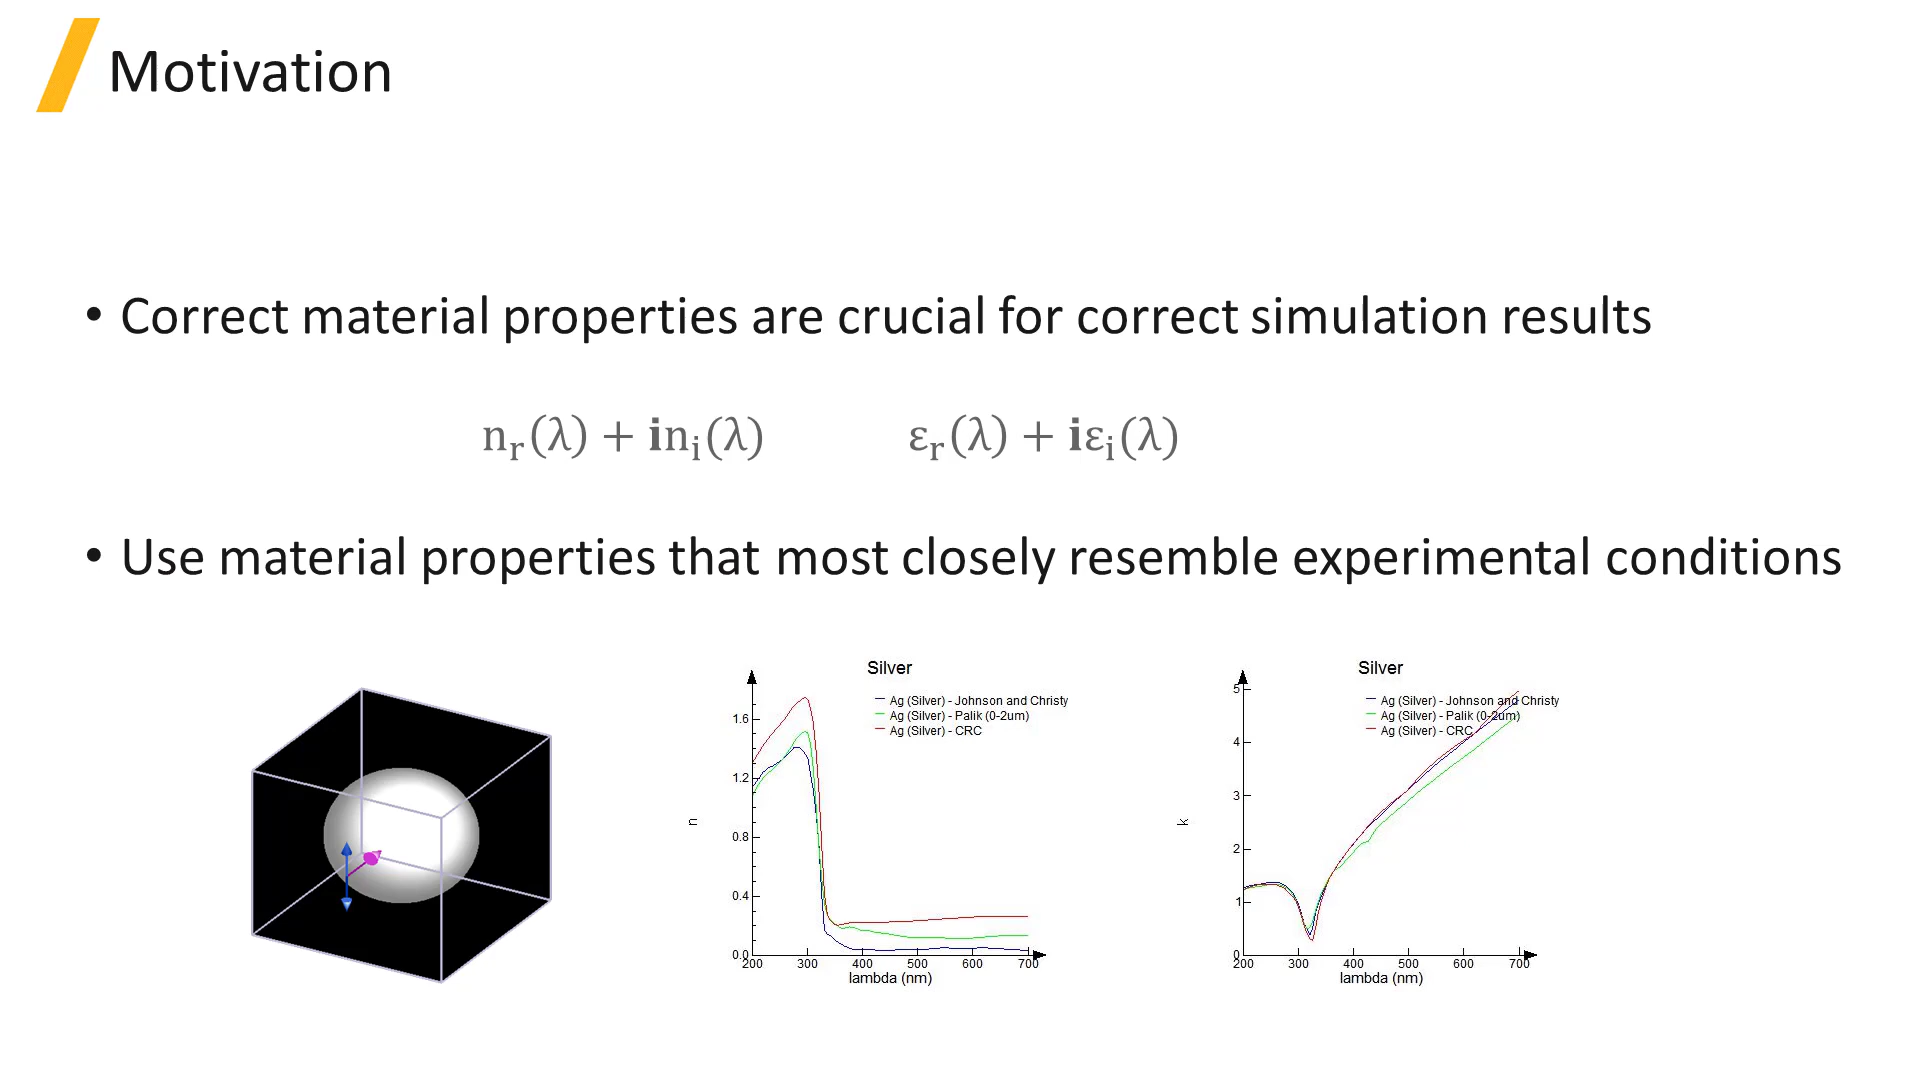 Motivation
• Correct material properties are crucial for correct simulation results
n_r(λ) + in_i(λ) ε_r(λ) + iε_i(λ)
• Use material properties that most closely resemble experimental conditions
Silver
Ag (Silver) - Johnson and Christy
Ag (Silver) - Palik (0-2um)
Ag (Silver) - CRC
1.6
1.2
0.8
0.4
0.0
n
200 300 400 500 600 700
lambda (nm)
Silver
Ag (Silver) - Johnson and Christy
Ag (Silver) - Palik (0-2um)
Ag (Silver) - CRC
5
4
3
2
1
0
k
200 300 400 500 600 700
lambda (nm)